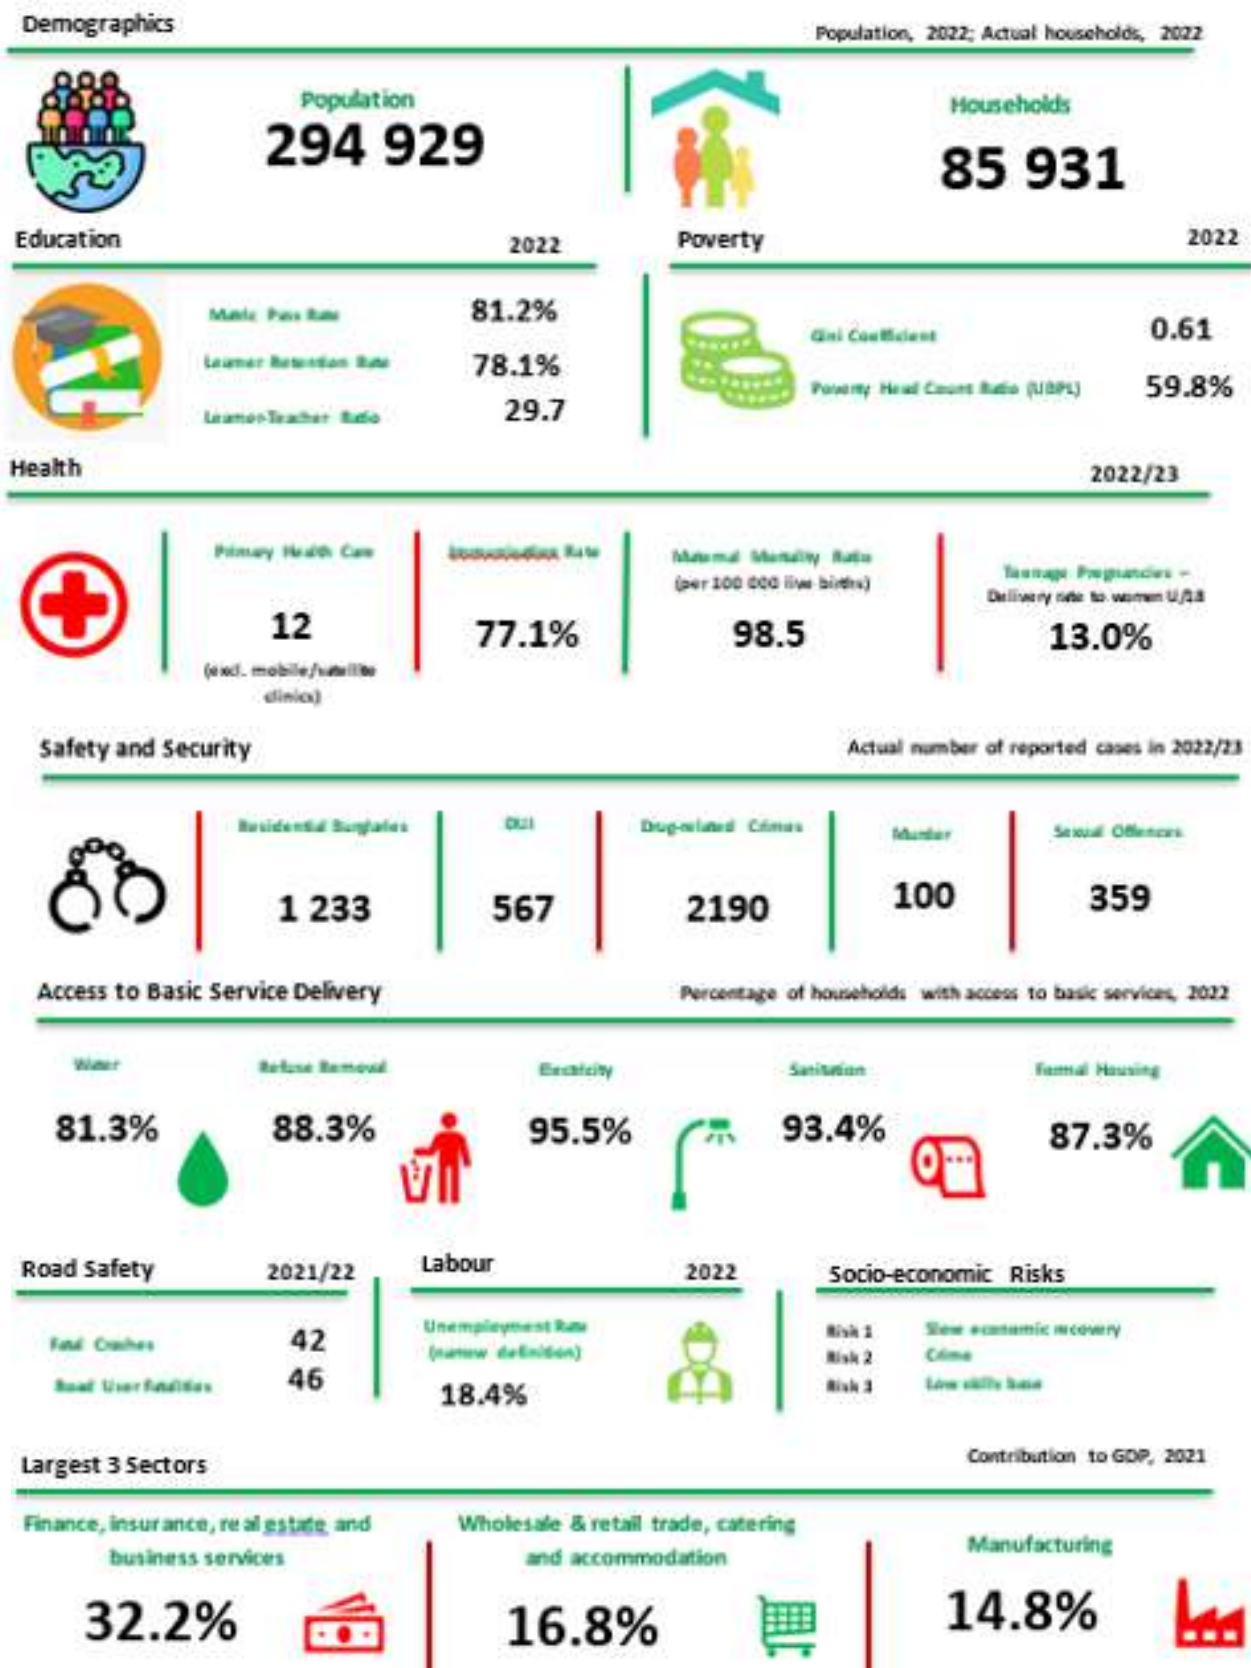 Demographics
Population, 2022; Actual households, 2022
Population
294 929
Households
85 931
Education
2022
Matric Pass Rate
81.2%
Learner Retention Rate
78.1%
Learner-Teacher Ratio
29.7
Poverty
2022
Gini Coefficient
0.61
Poverty Head Count Ratio (UBPL)
59.8%
Health
2022/23
Primary Health Care
12
(excl. mobile/satellite
clinics)
Immunisation Rate
77.1%
Maternal Mortality Ratio
(per 100 000 live births)
98.5
Teenage Pregnancies –
Delivery rate to women U/18
13.0%
Safety and Security
Actual number of reported cases in 2022/23
Residential Burglaries
1 233
DUI
567
Drug-related Crimes
2190
Murder
100
Sexual Offences
359
Access to Basic Service Delivery
Percentage of households with access to basic services, 2022
Water
81.3%
Refuse Removal
88.3%
Electricity
95.5%
Sanitation
93.4%
Formal Housing
87.3%
Road Safety
2021/22
Fatal Crashes
42
Road User Fatalities
46
Labour
2022
Unemployment Rate
(narrow definition)
18.4%
Socio-economic Risks
Risk 1 Slow economic recovery
Risk 2 Crime
Risk 3 Low skills base
Largest 3 Sectors
Contribution to GDP, 2021
Finance, insurance, real estate and
business services
32.2%
Wholesale & retail trade, catering
and accommodation
16.8%
Manufacturing
14.8%